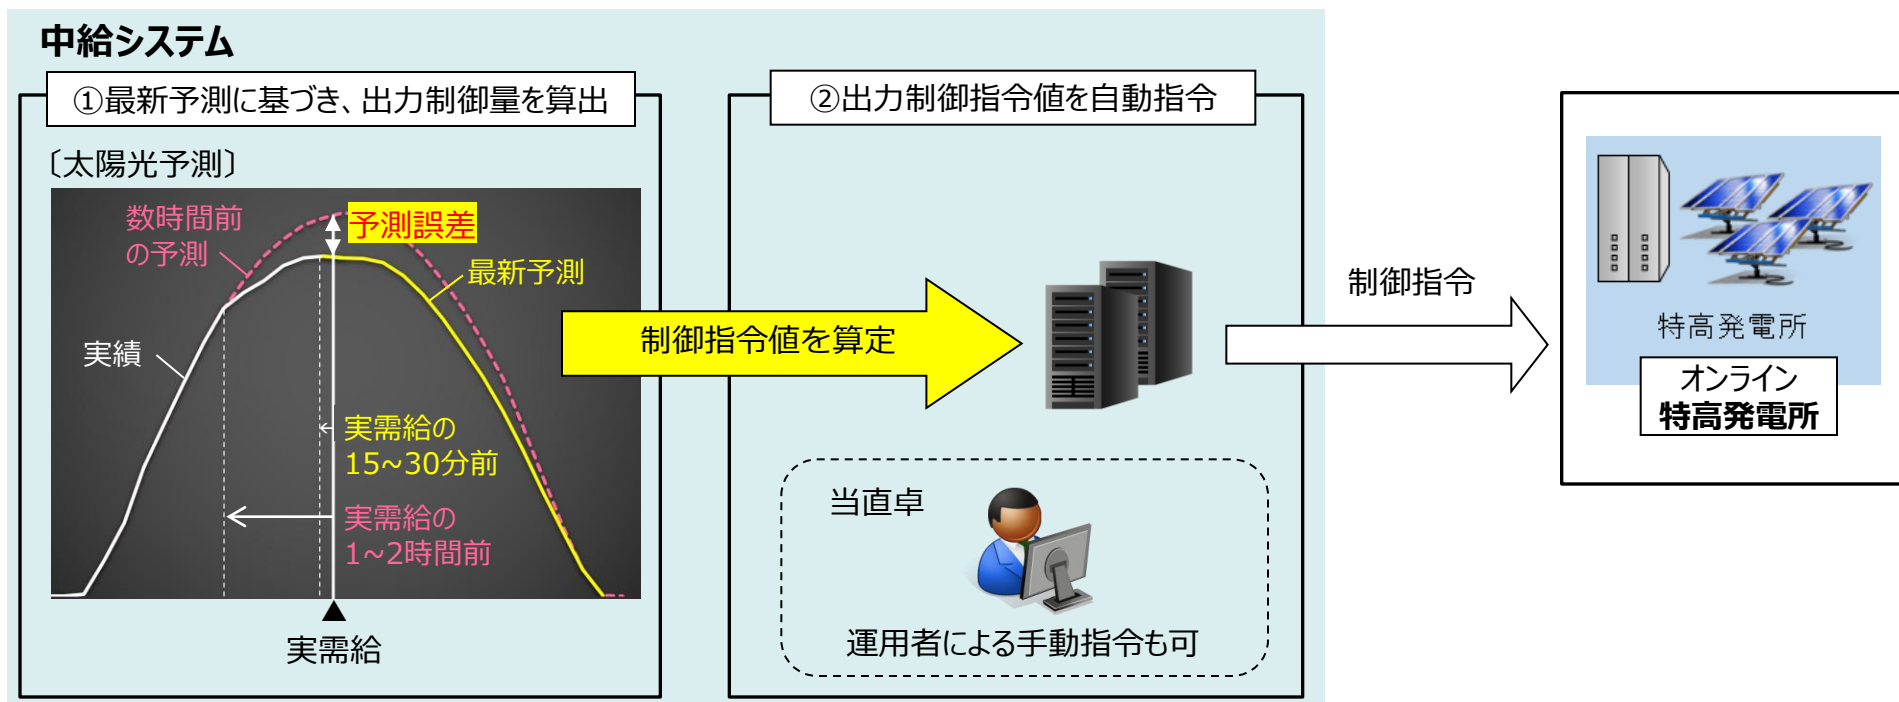 中給システム
①最新予測に基づき、出力制御量を算出
〔太陽光予測〕
数時間前
の予測
予測誤差
最新予測
実績
実需給の
15~30分前
実需給の
1~2時間前
実需給
制御指令値を算定
②出力制御指令値を自動指令
当直卓
運用者による手動指令も可
制御指令
特高発電所
オンライン
特高発電所